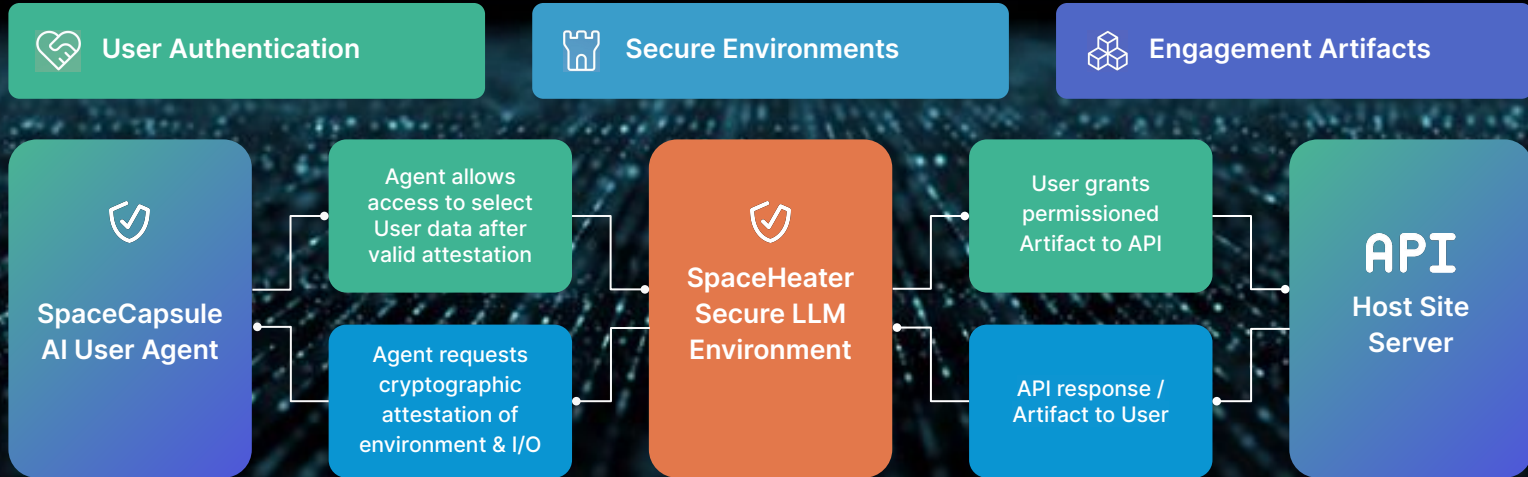 User Authentication
Secure Environments
Engagement Artifacts
SpaceCapsule
AI User Agent
Agent allows
access to select
User data after
valid attestation
Agent requests
cryptographic
attestation of
environment & I/O
SpaceHeater
Secure LLM
Environment
User grants
permissioned
Artifact to API
API response /
Artifact to User
API
Host Site
Server